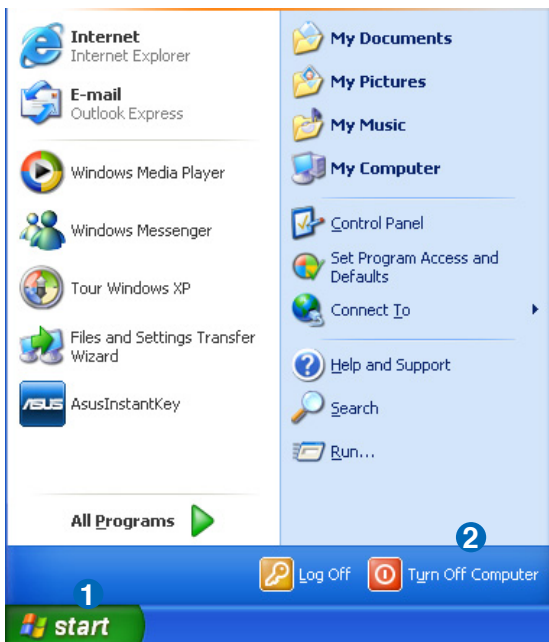 Internet
Internet Explorer
E-mail
Outlook Express
Windows Media Player
Windows Messenger
Tour Windows XP
Files and Settings Transfer
Wizard
ASUS AsusInstantKey
All Programs
My Documents
My Pictures
My Music
My Computer
Control Panel
Set Program Access and
Defaults
Connect To
Help and Support
Search
Run...
2
Log Off
Turn Off Computer
1
start